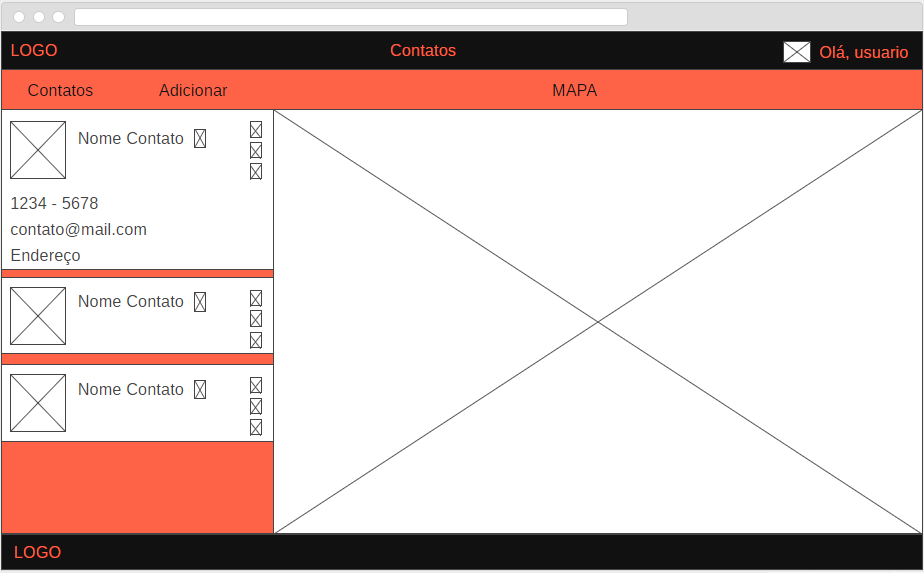 LOGO Contatos Olá, usuario
Contatos Adicionar MAPA
Nome Contato
1234 - 5678
contato@mail.com
Endereço
Nome Contato
Nome Contato
LOGO